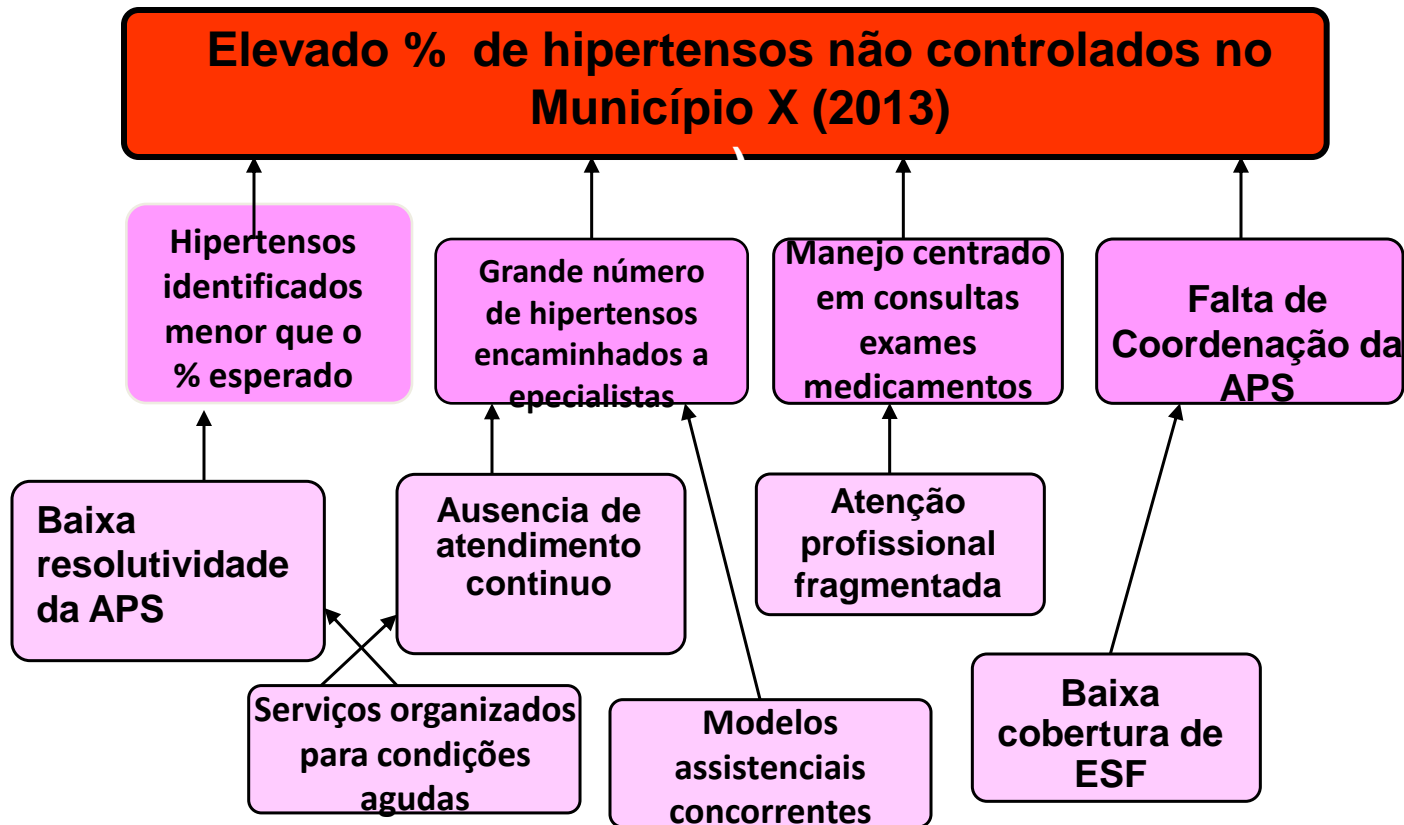 Elevado % de hipertensos não controlados no
Município X (2013)
Hipertensos
identificados
menor que o
% esperado
Grande número
de hipertensos
encaminhados a
epecialistas
Manejo centrado
em consultas
exames
medicamentos
Falta de
Coordenação da
APS
Baixa
resolutividade
da APS
Ausencia de
atendimento
continuo
Atenção
profissional
fragmentada
Serviços organizados
para condições
agudas
Modelos
assistenciais
concorrentes
Baixa
cobertura de
ESF